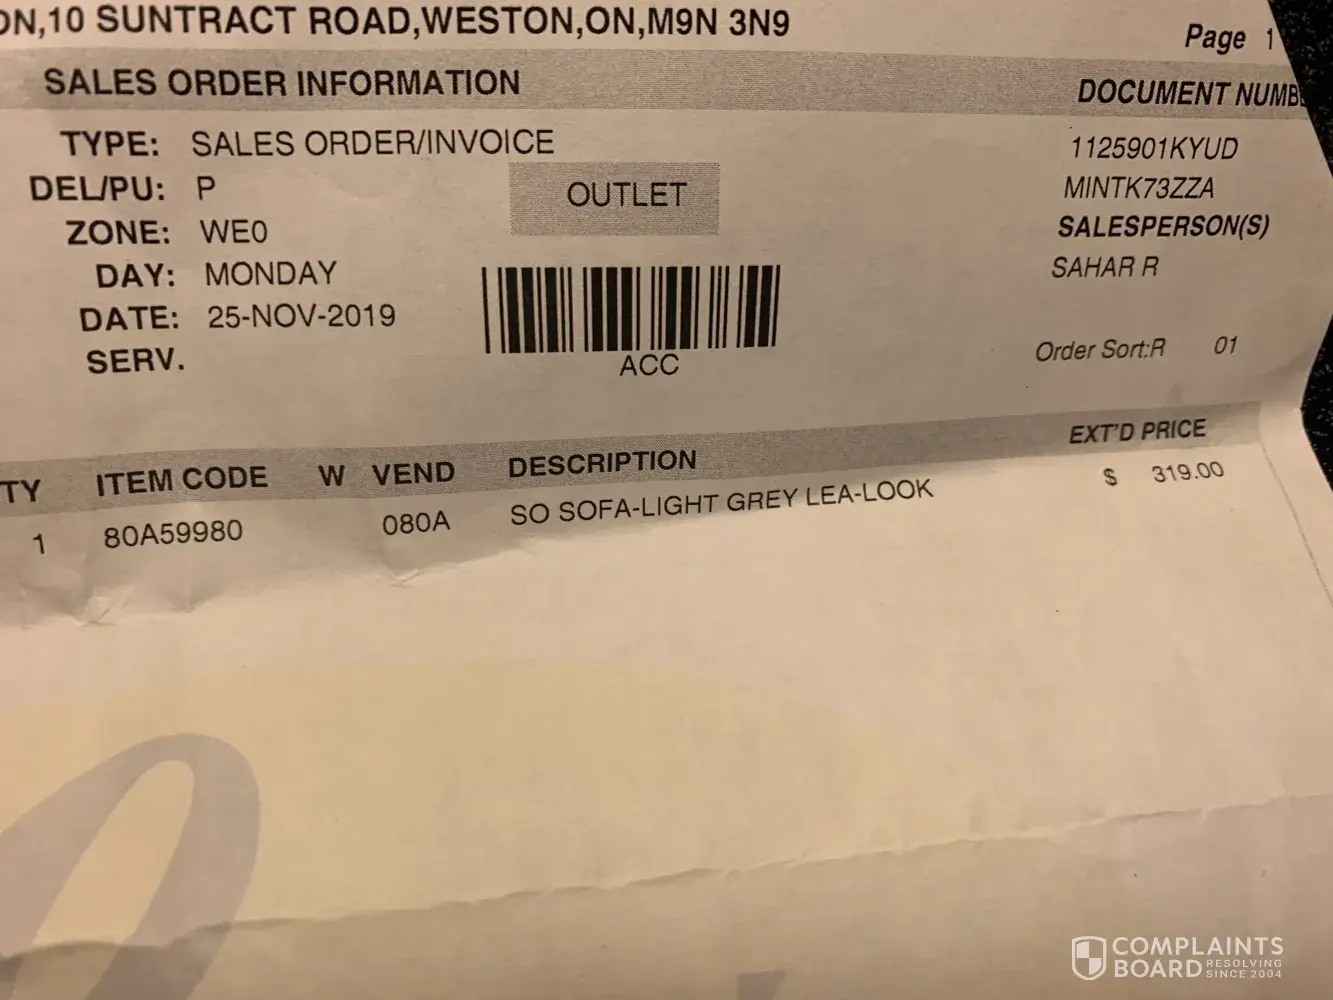 ON,10 SUNTRACT ROAD,WESTON,ON,M9N 3N9
Page 1
SALES ORDER INFORMATION
DOCUMENT NUMB
TYPE: SALES ORDER/INVOICE
1125901KYUD
DEL/PU: P
OUTLET
MINTK73ZZA
ZONE: WE0
SALESPERSON(S)
DAY: MONDAY
SAHAR R
DATE: 25-NOV-2019
SERV.
ACC
Order Sort:R 01
TY ITEM CODE W VEND DESCRIPTION EXT'D PRICE
1 80A59980 080A SO SOFA-LIGHT GREY LEA-LOOK $ 319.00
COMPLAINTS
BOARD RESOLVING
SINCE 2004